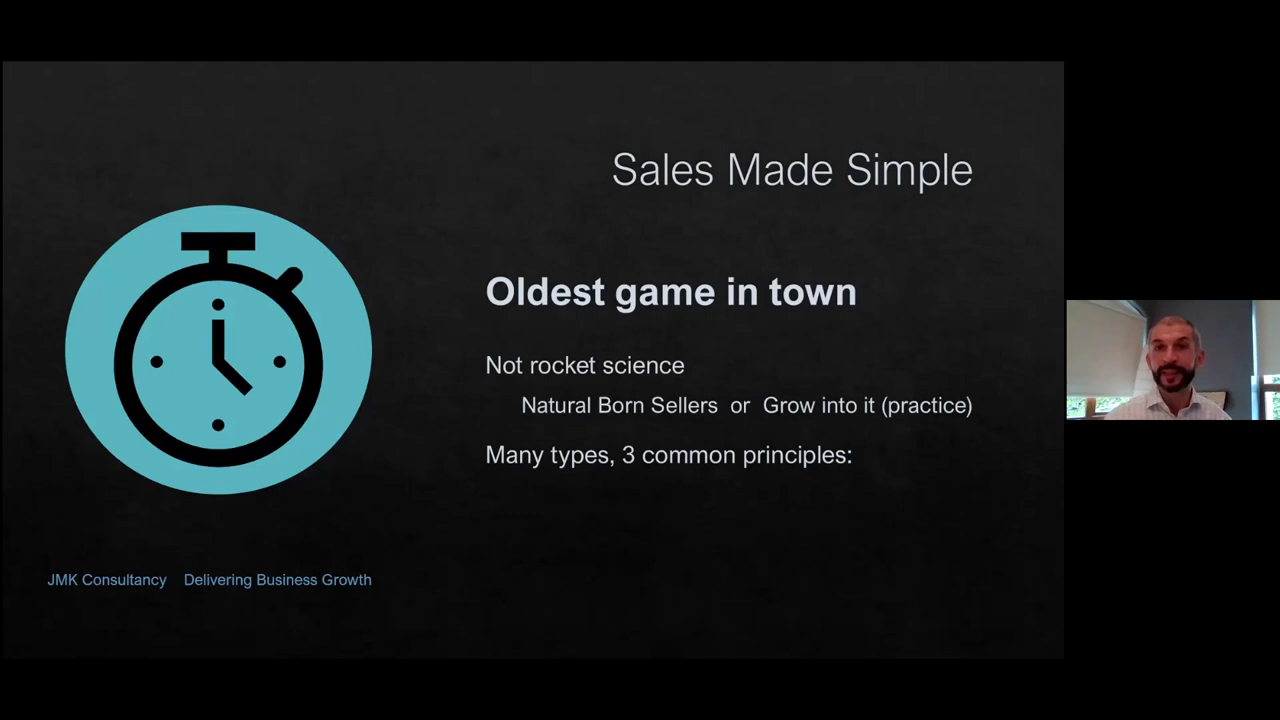 Sales Made Simple
Oldest game in town
Not rocket science
Natural Born Sellers or Grow into it (practice)
Many types, 3 common principles:
JMK Consultancy Delivering Business Growth